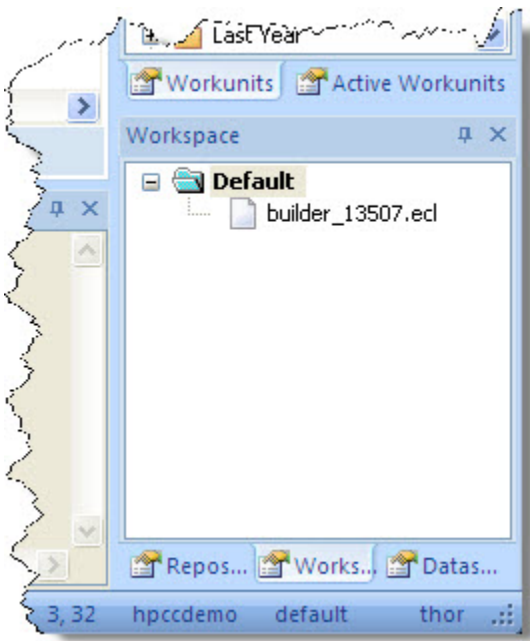 Last Year
Workunits Active Workunits
Workspace
Default
builder_13507.ecl
Repos... Works... Datas...
3, 32 hpccdemo default thor